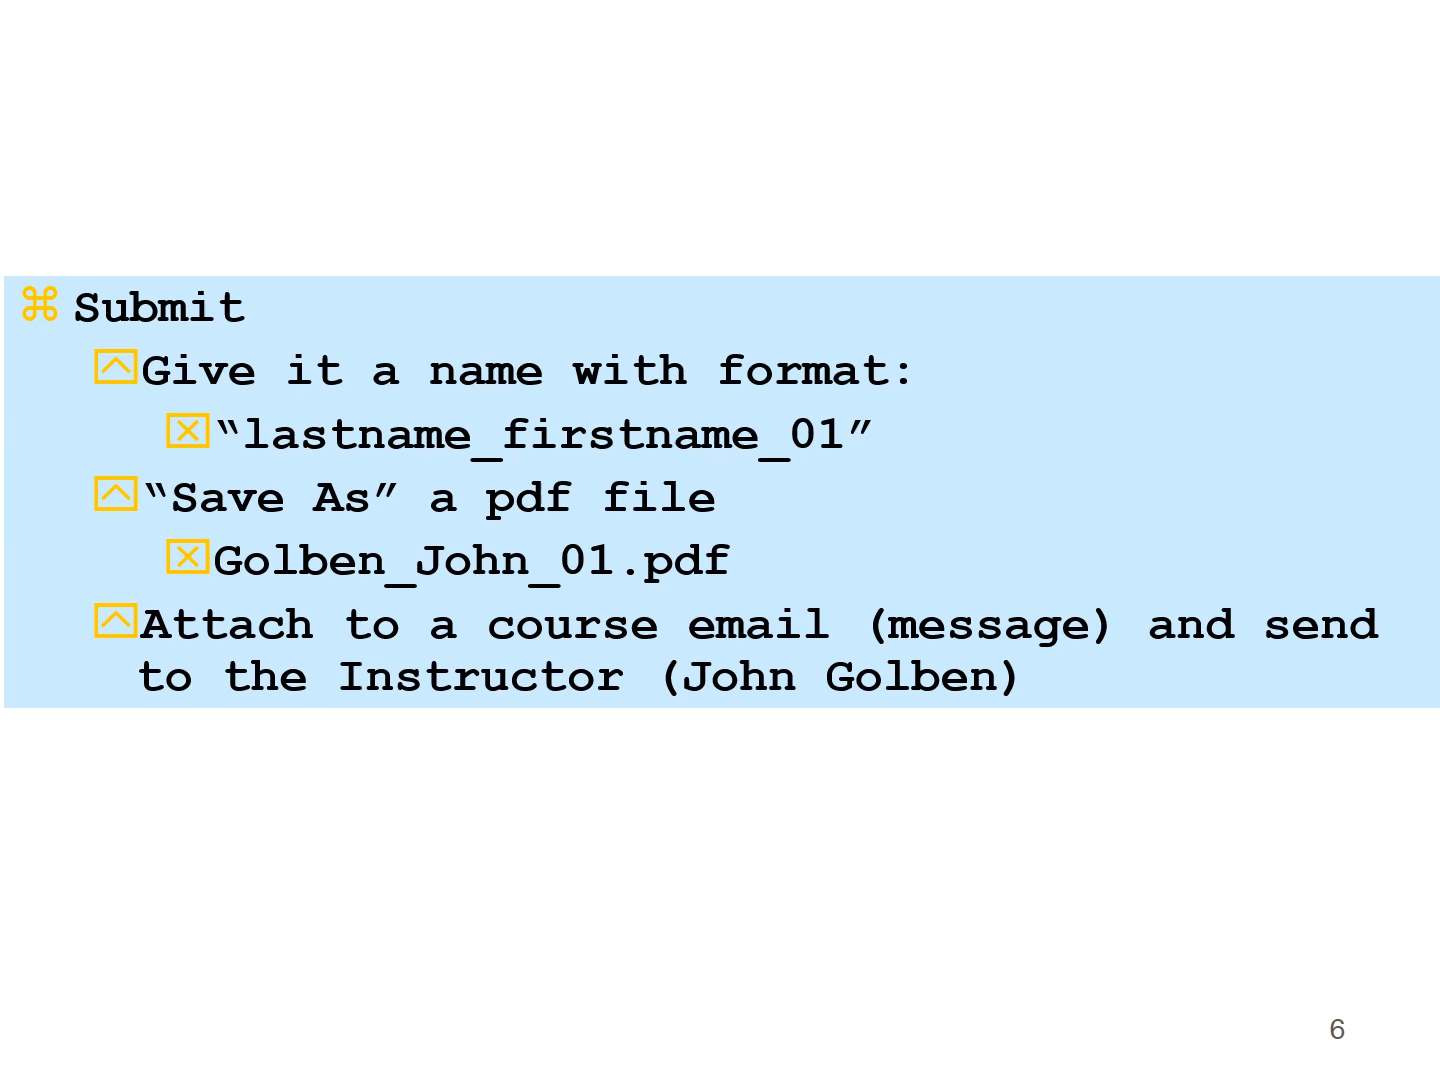 ⌘ Submit
Give it a name with format:
“lastname_firstname_01”
“Save As” a pdf file
Golben_John_01.pdf
Attach to a course email (message) and send
to the Instructor (John Golben)
6